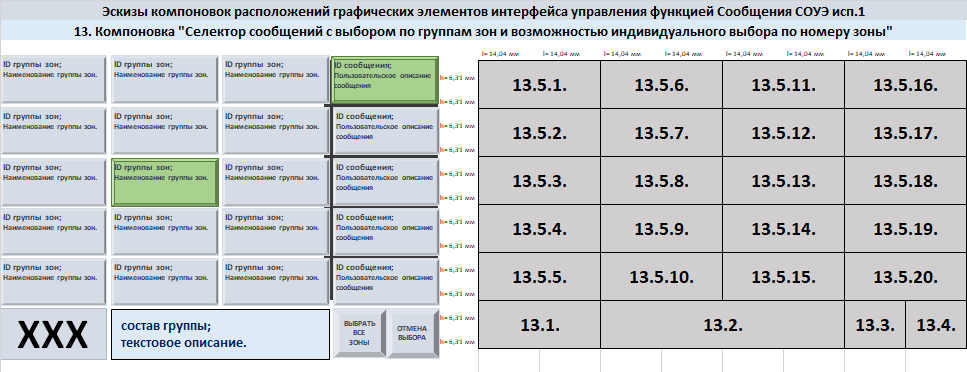 Эскизы компоновок расположений графических элементов интерфейса управления функцией Сообщения СОУЭ исп.1
13. Компоновка "Селектор сообщений с выбором по группам зон и возможностью индивидуального выбора по номеру зоны"
l= 14,04 мм l= 14,04 мм l= 14,04 мм l= 14,04 мм l= 14,04 мм l= 14,04 мм l= 14,04 мм l= 14,04 мм
ID группы зон; ID группы зон; ID группы зон; ID сообщения;
Наименование группы зон. Наименование группы зон. Наименование группы зон. Пользовательское описание
сообщения
h= 6,31 мм
h= 6,31 мм
13.5.1. 13.5.6. 13.5.11. 13.5.16.
ID группы зон; ID группы зон; ID группы зон; ID сообщения;
Наименование группы зон. Наименование группы зон. Наименование группы зон. Пользовательское описание
сообщения
h= 6,31 мм
h= 6,31 мм
13.5.2. 13.5.7. 13.5.12. 13.5.17.
ID группы зон; ID группы зон; ID группы зон; ID сообщения;
Наименование группы зон. Наименование группы зон. Наименование группы зон. Пользовательское описание
сообщения
h= 6,31 мм
h= 6,31 мм
13.5.3. 13.5.8. 13.5.13. 13.5.18.
ID группы зон; ID группы зон; ID группы зон; ID сообщения;
Наименование группы зон. Наименование группы зон. Наименование группы зон. Пользовательское описание
сообщения
h= 6,31 мм
h= 6,31 мм
13.5.4. 13.5.9. 13.5.14. 13.5.19.
ID группы зон; ID группы зон; ID группы зон; ID сообщения;
Наименование группы зон. Наименование группы зон. Наименование группы зон. Пользовательское описание
сообщения
h= 6,31 мм
h= 6,31 мм
13.5.5. 13.5.10. 13.5.15 13.5.20.
XXX
состав группы;
текстовое описание.
ВЫБРАТЬ
ВСЕ
ЗОНЫ
ОТМЕНА
ВЫБОРА
h= 6,31 мм
h= 6,31 мм
13.1. 13.2. 13.3. 13.4.